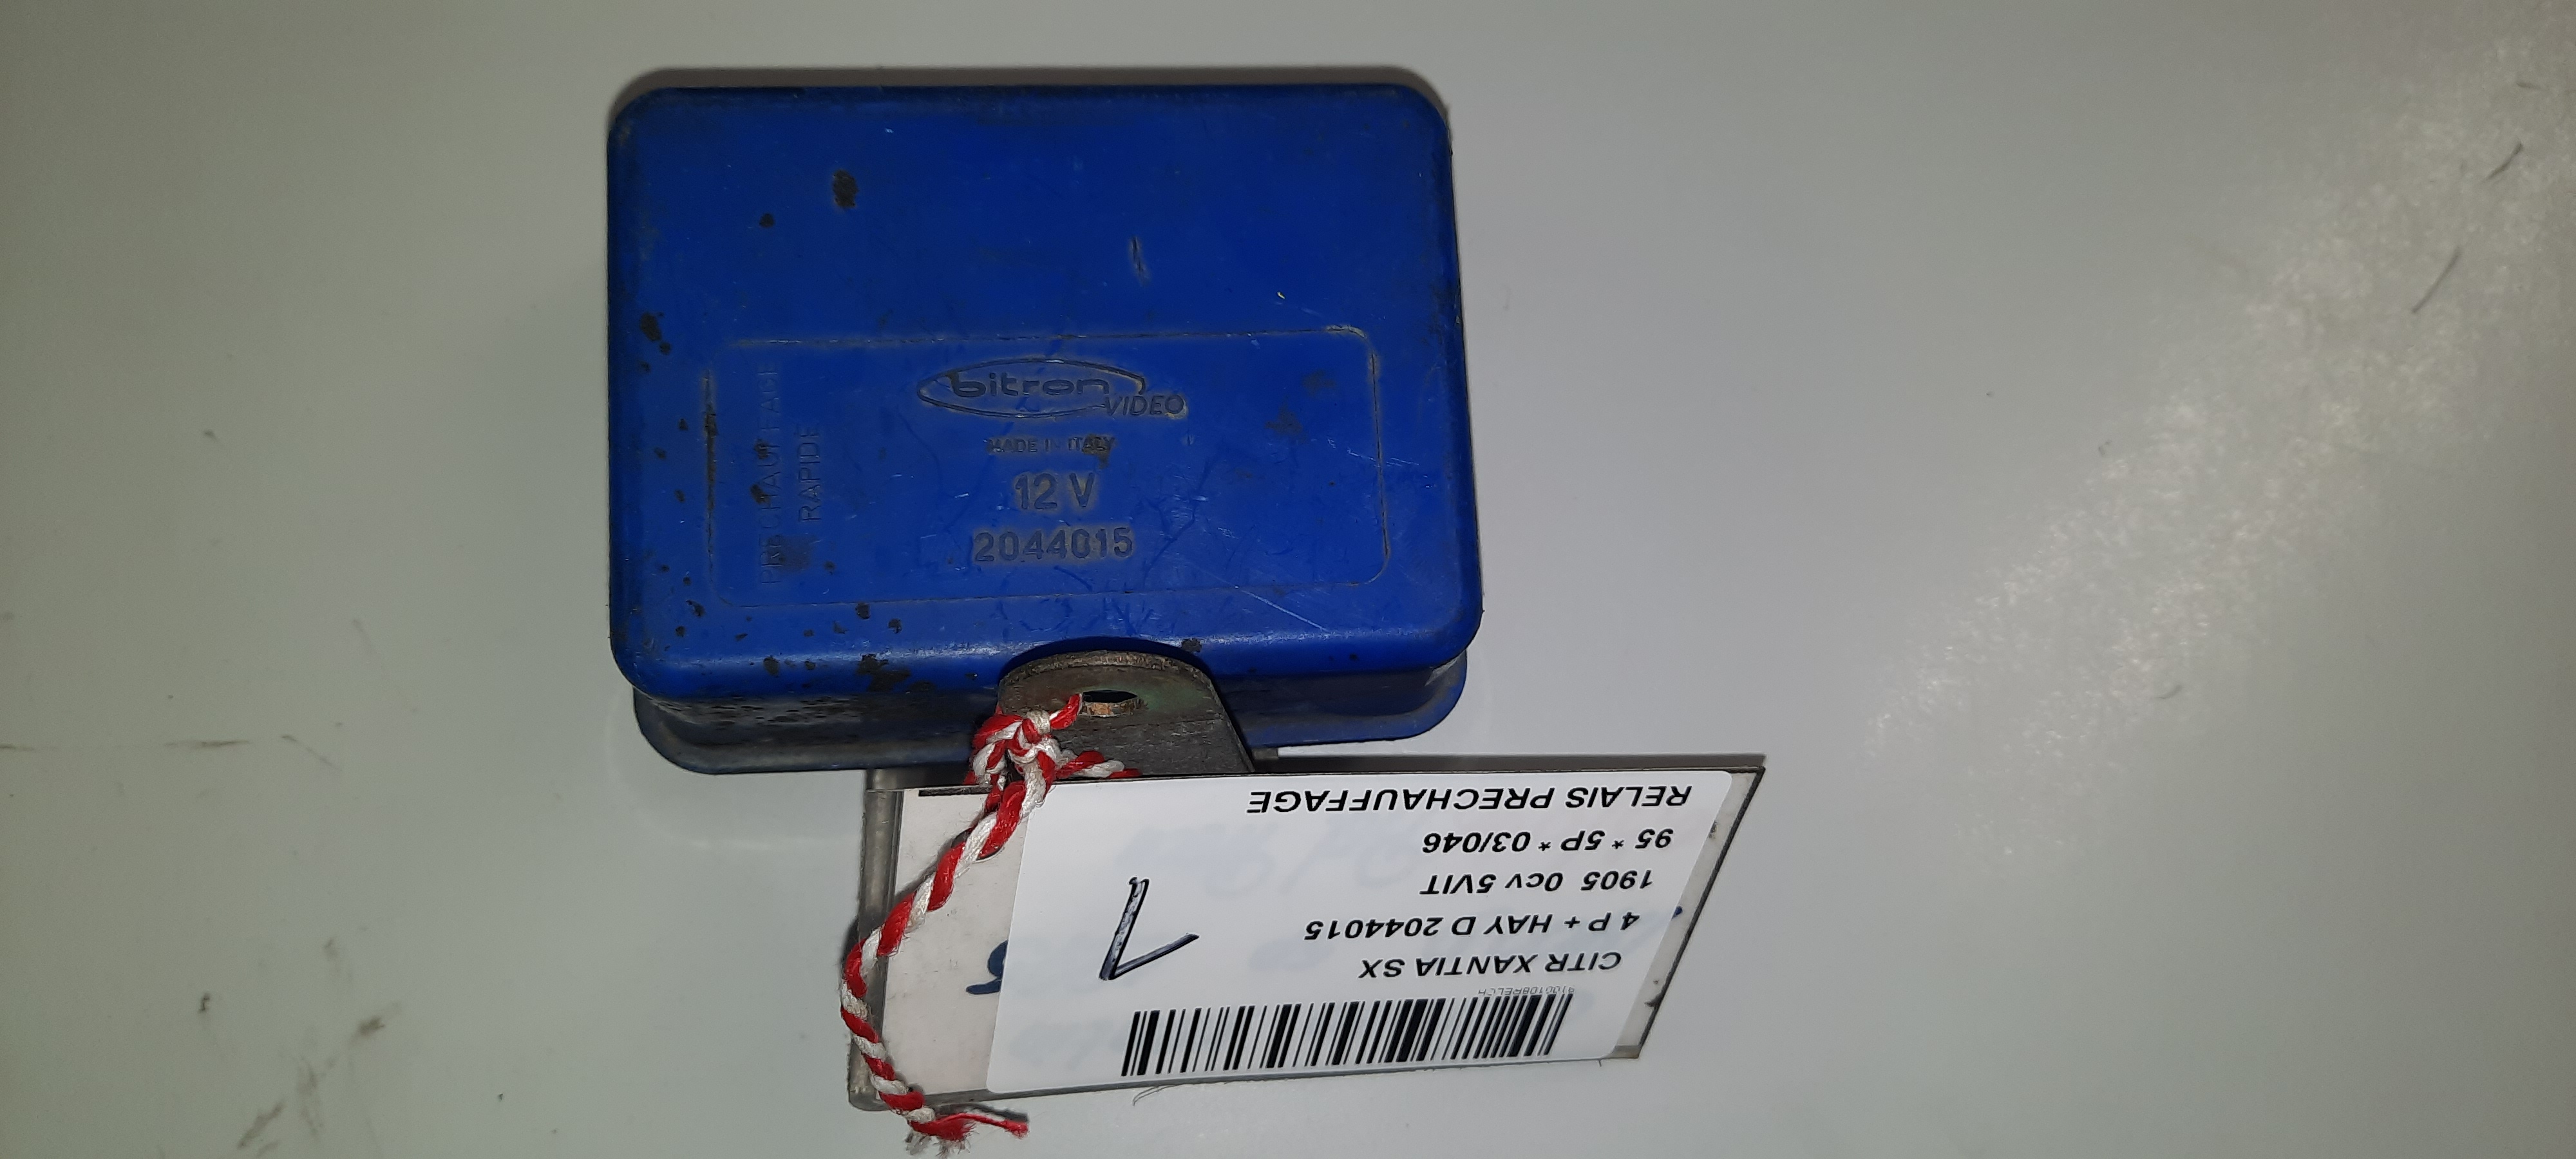 bitron
VIDEO
MADE IN ITALY
12 V
2044015
PRECHAUFFAGE
RAPIDE
CITR XANTIA SX
4 P + HAY D 2044015
1905 0cv 5VIT
95 * 5P * 03/046
RELAIS PRECHAUFFAGE
1